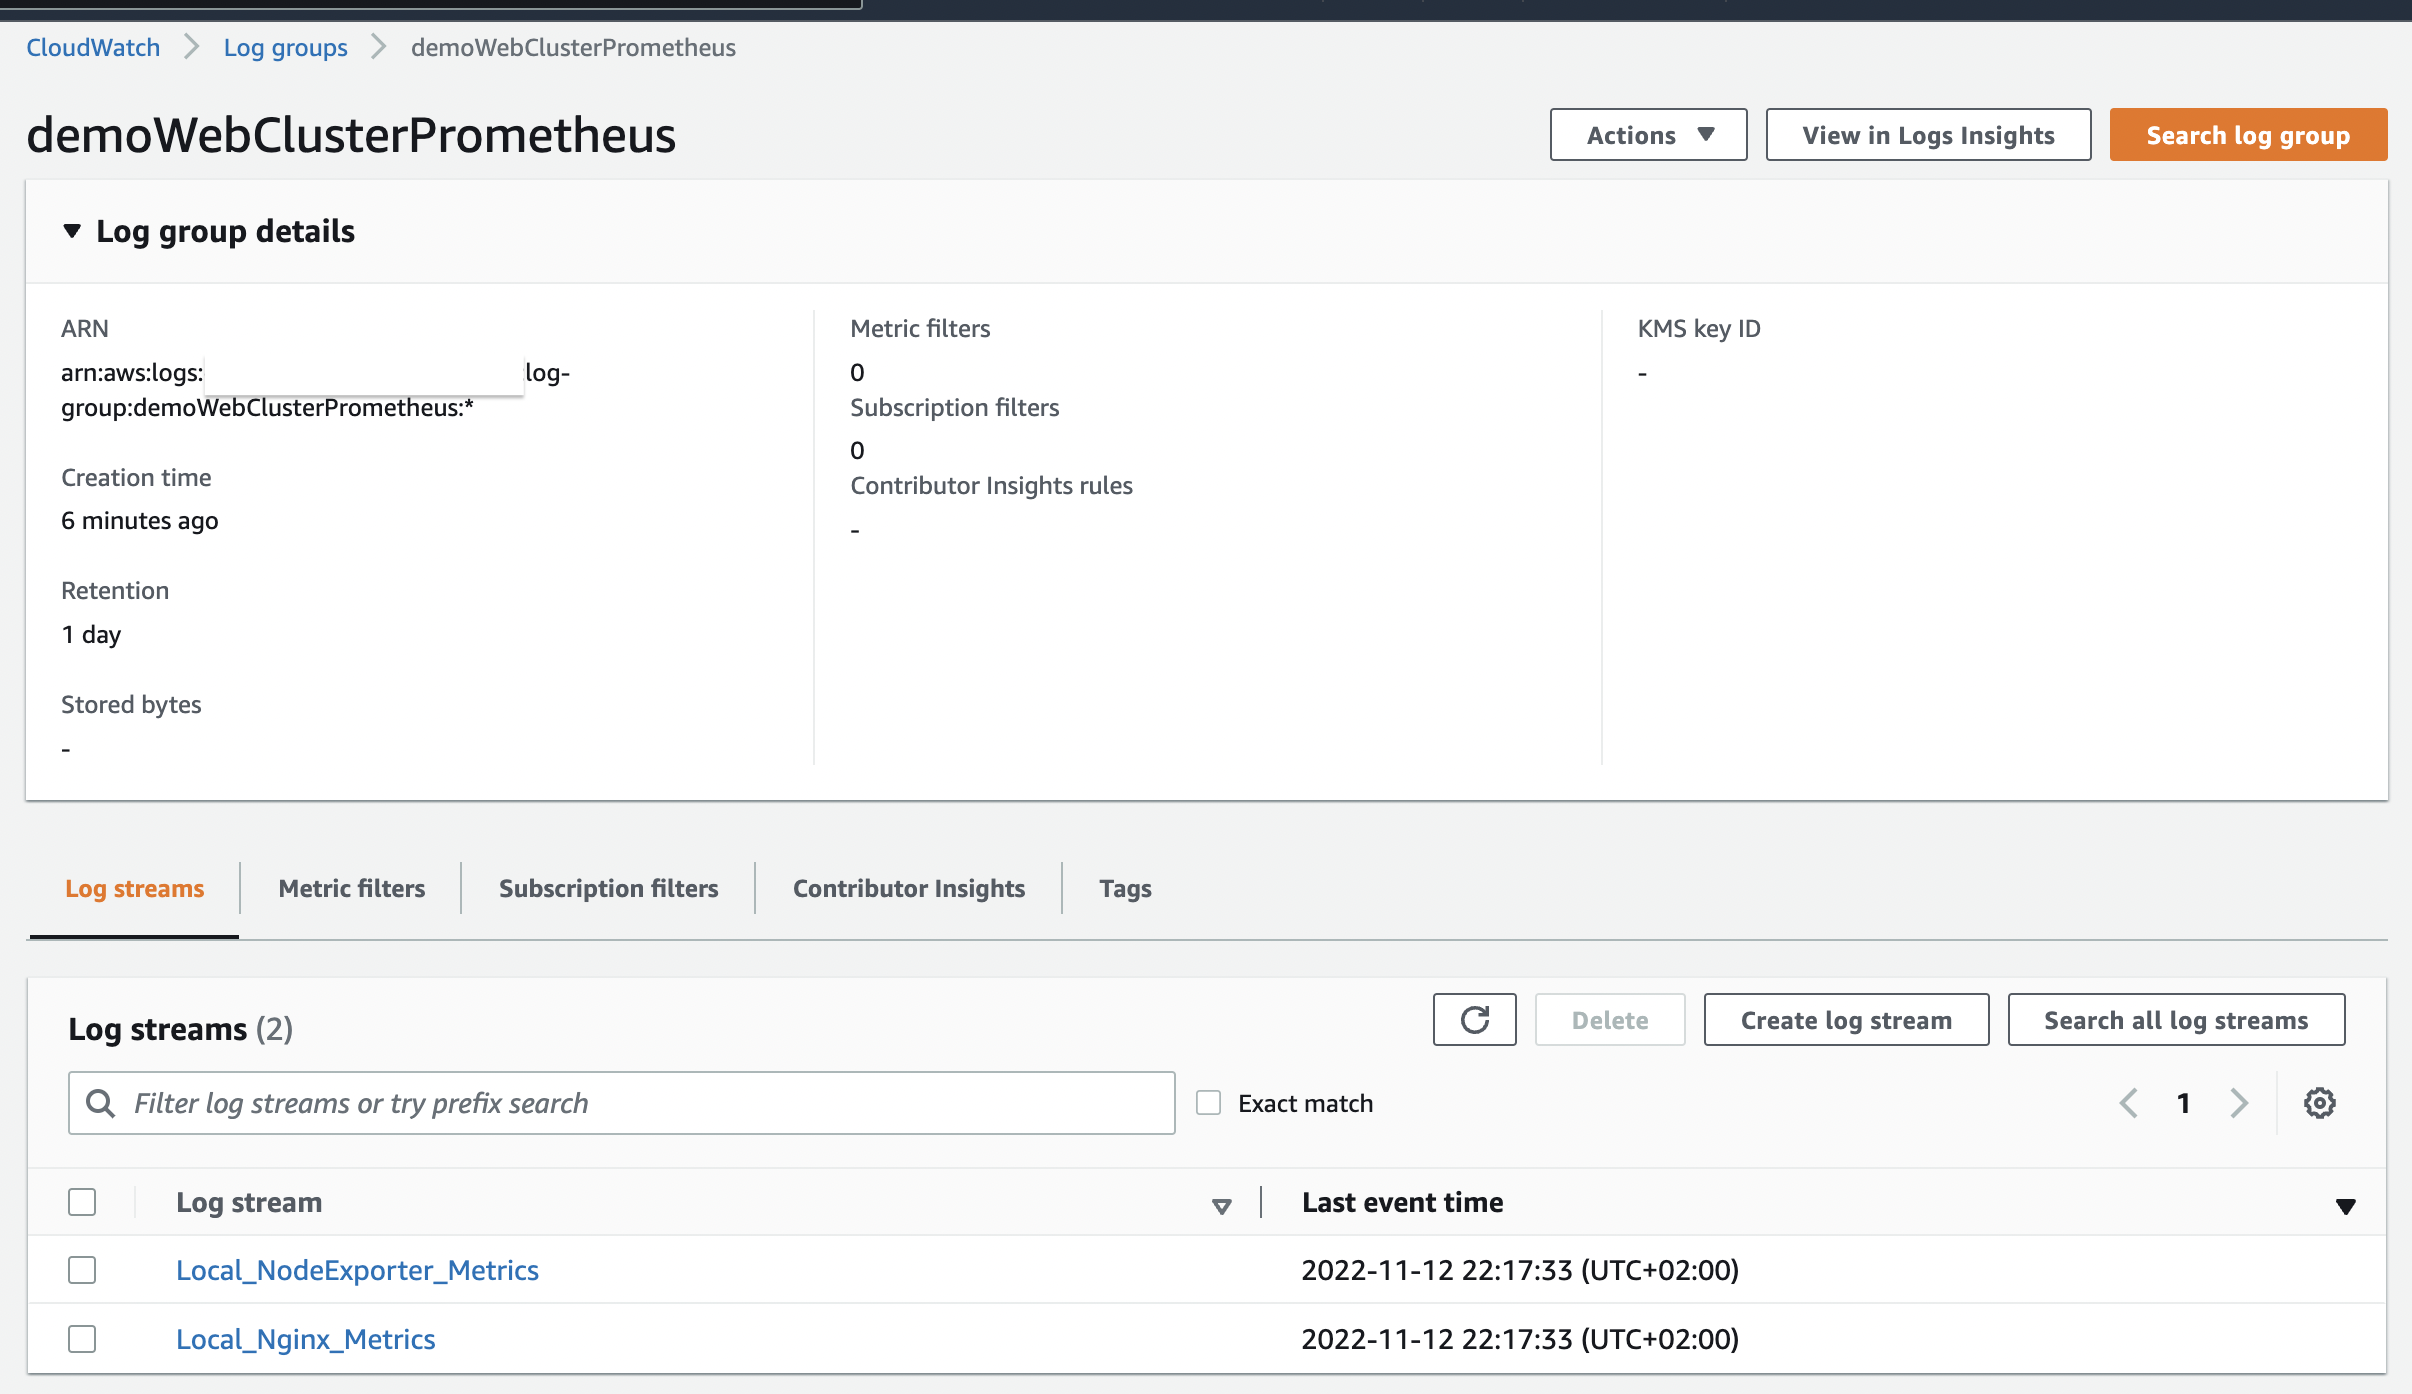 CloudWatch > Log groups > demoWebClusterPrometheus
demoWebClusterPrometheus
Actions
View in Logs Insights
Search log group
Log group details
ARN
arn:aws:logs: log-
group:demoWebClusterPrometheus:*
Creation time
6 minutes ago
Retention
1 day
Stored bytes
-
Metric filters
0
Subscription filters
0
Contributor Insights rules
-
KMS key ID
-
Log streams
Metric filters
Subscription filters
Contributor Insights
Tags
Log streams (2)
Delete
Create log stream
Search all log streams
Filter log streams or try prefix search
Exact match
1
Log stream
Last event time
Local_NodeExporter_Metrics
2022-11-12 22:17:33 (UTC+02:00)
Local_Nginx_Metrics
2022-11-12 22:17:33 (UTC+02:00)